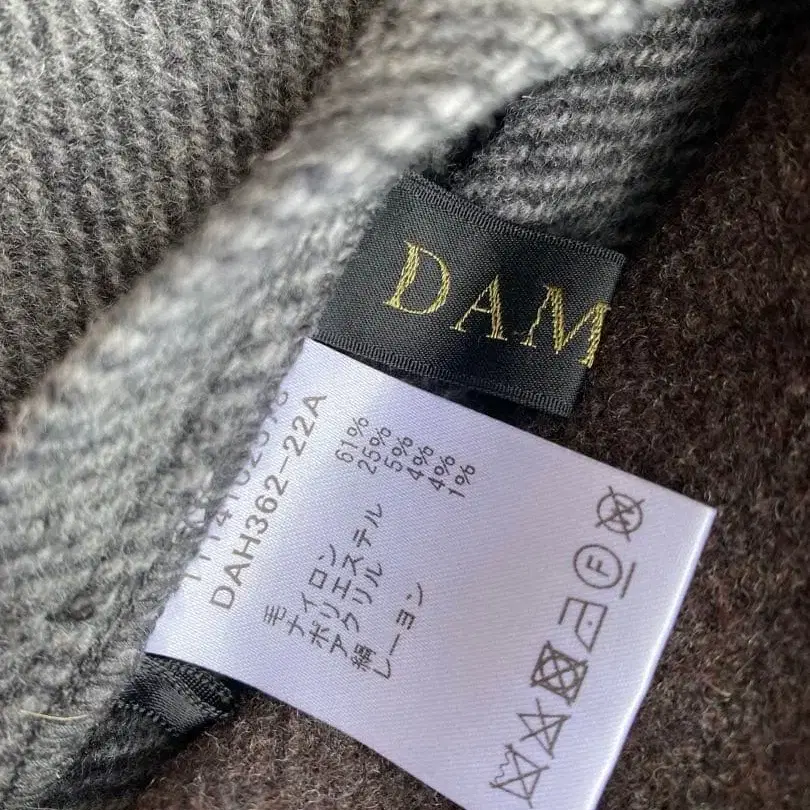 DAM
DAH362-22A
毛 61%
ナイロン 25%
ポリエステル 5%
アクリル 4%
4%
レーヨン 1%
F